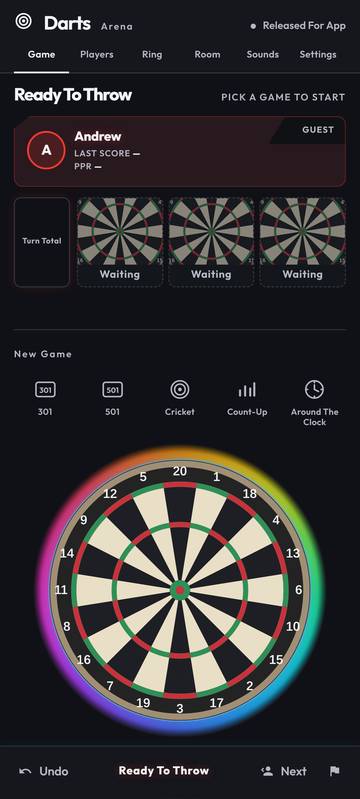 Darts Arena
Released For App
Game Players Ring Room Sounds Settings
Ready To Throw
PICK A GAME TO START
GUEST
A
Andrew
LAST SCORE —
PPR —
Turn Total
Waiting Waiting Waiting
New Game
301 501
301 501 Cricket Count-Up Around The
Clock
20
5 1
12 18
9 4
14 13
11 6
8 10
16 15
7 2
19 17
3
Undo Ready To Throw Next